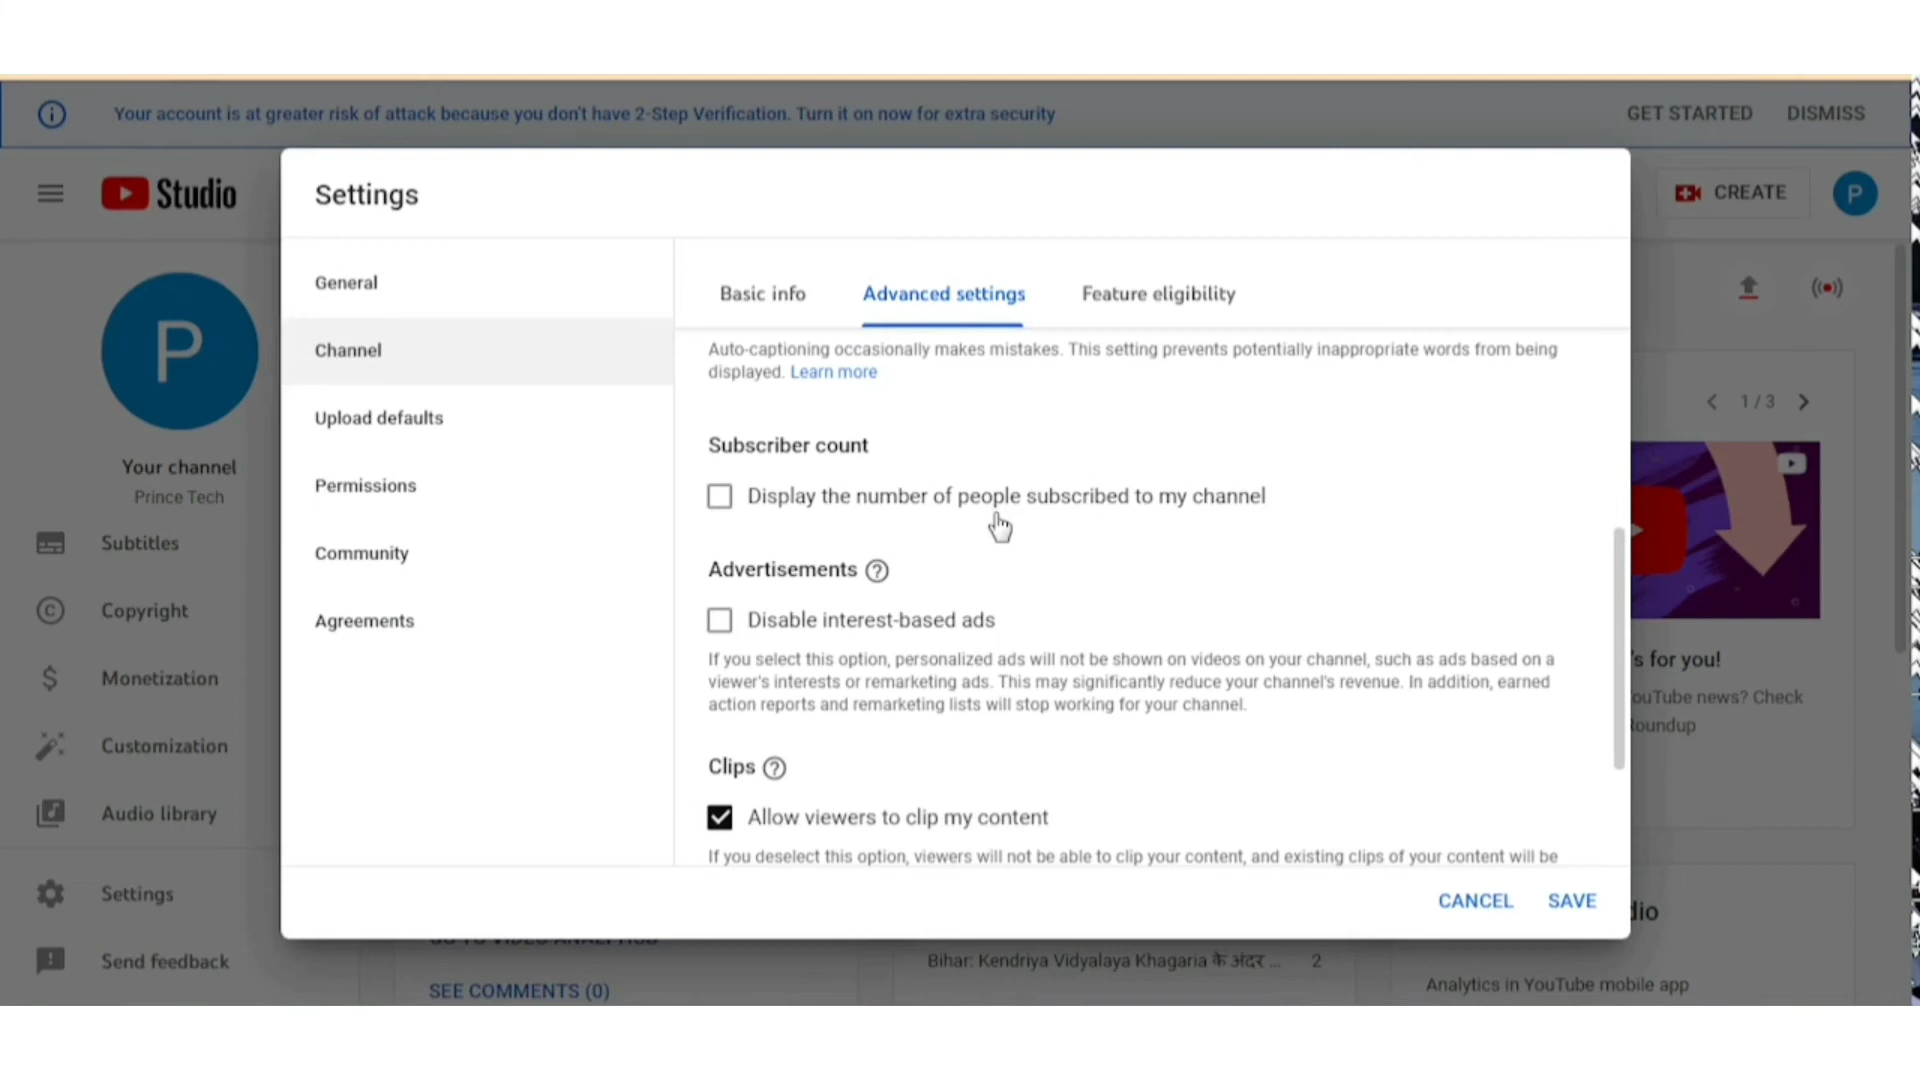 Your account is at greater risk of attack because you don't have 2-Step Verification. Turn it on now for extra security
GET STARTED
DISMISS
Studio
CREATE
P
P
Your channel
Prince Tech
Subtitles
Copyright
Monetization
Customization
Audio library
Settings
Send feedback
Settings
General
Channel
Upload defaults
Permissions
Community
Agreements
Basic info
Advanced settings
Feature eligibility
Auto-captioning occasionally makes mistakes. This setting prevents potentially inappropriate words from being
displayed. Learn more
Subscriber count
Display the number of people subscribed to my channel
Advertisements
Disable interest-based ads
If you select this option, personalized ads will not be shown on videos on your channel, such as ads based on a
viewer's interests or remarketing ads. This may significantly reduce your channel's revenue. In addition, earned
action reports and remarketing lists will stop working for your channel.
Clips
Allow viewers to clip my content
If you deselect this option, viewers will not be able to clip your content, and existing clips of your content will be
CANCEL
SAVE
1 / 3
's for you!
ouTube news? Check
oundup
dio
Analytics in YouTube mobile app
SEE COMMENTS (0)
Bihar: Kendriya Vidyalaya Khagaria के अंदर ...
2